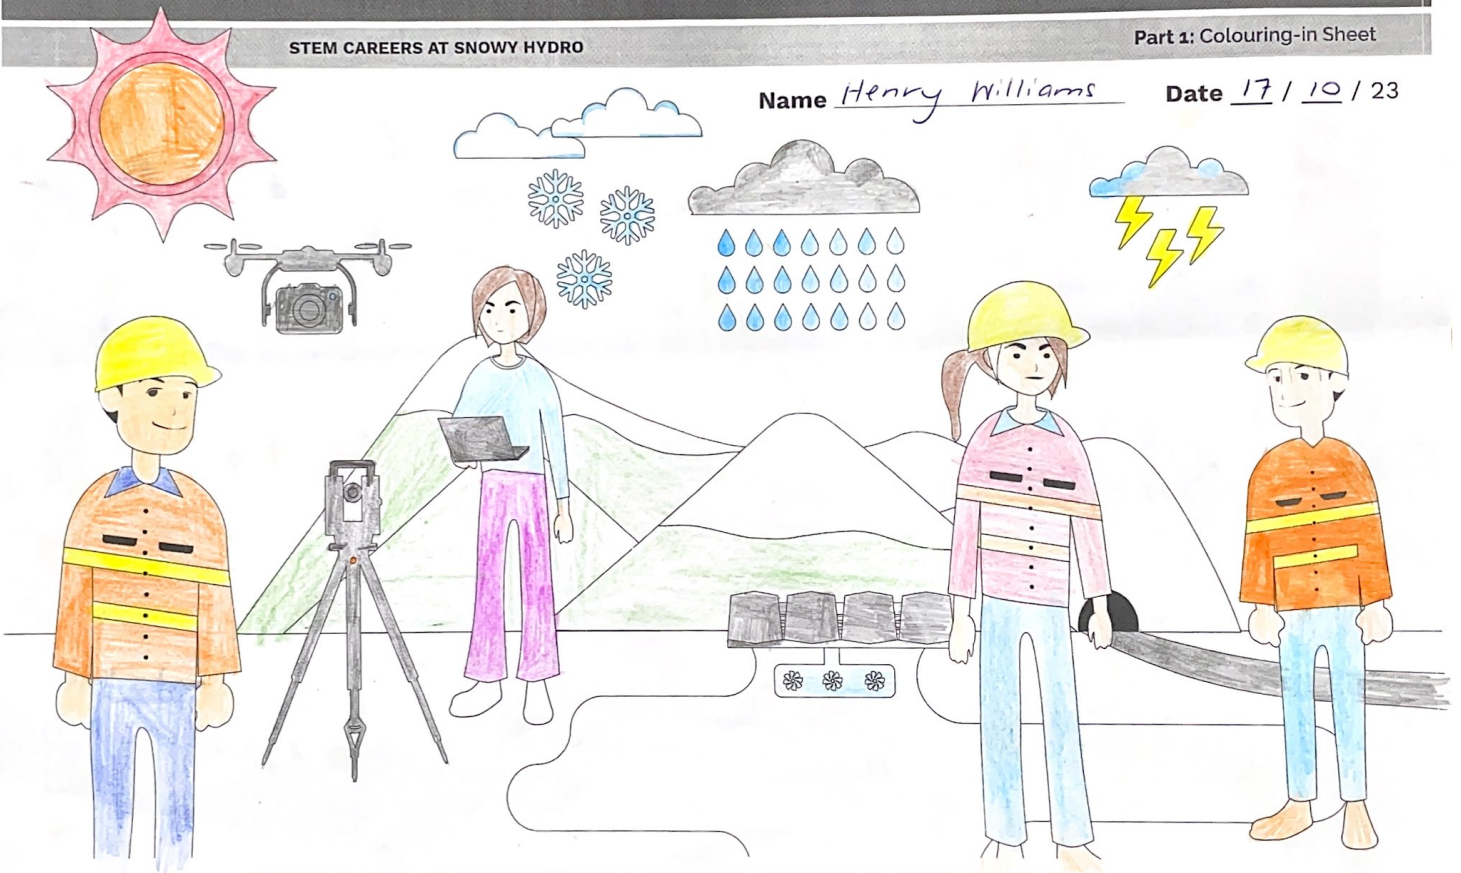 STEM CAREERS AT SNOWY HYDRO
Part 1: Colouring-in Sheet
Name Henry Williams Date 17 / 10 / 23